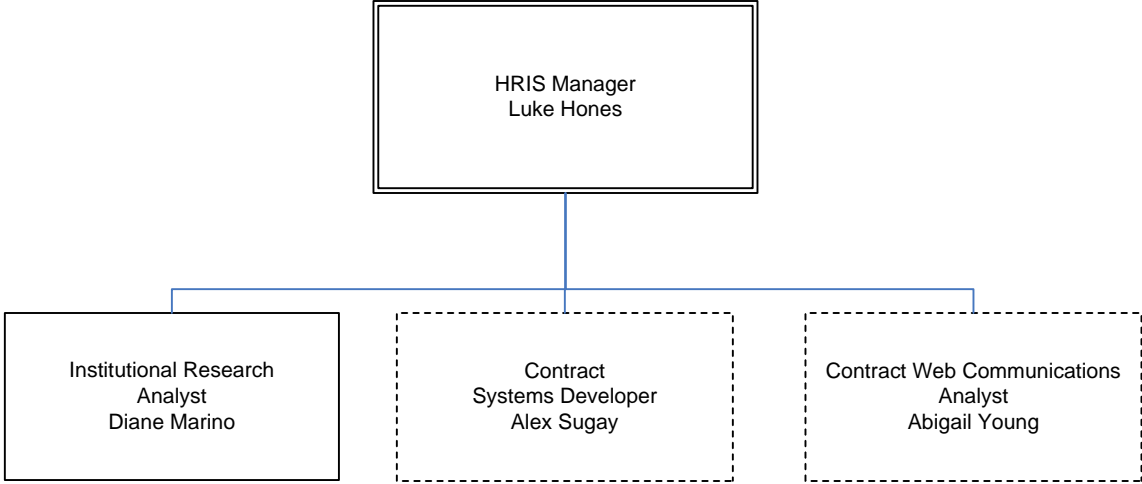 HRIS Manager
Luke Hones
Institutional Research
Analyst
Diane Marino
Contract
Systems Developer
Alex Sugay
Contract Web Communications
Analyst
Abigail Young